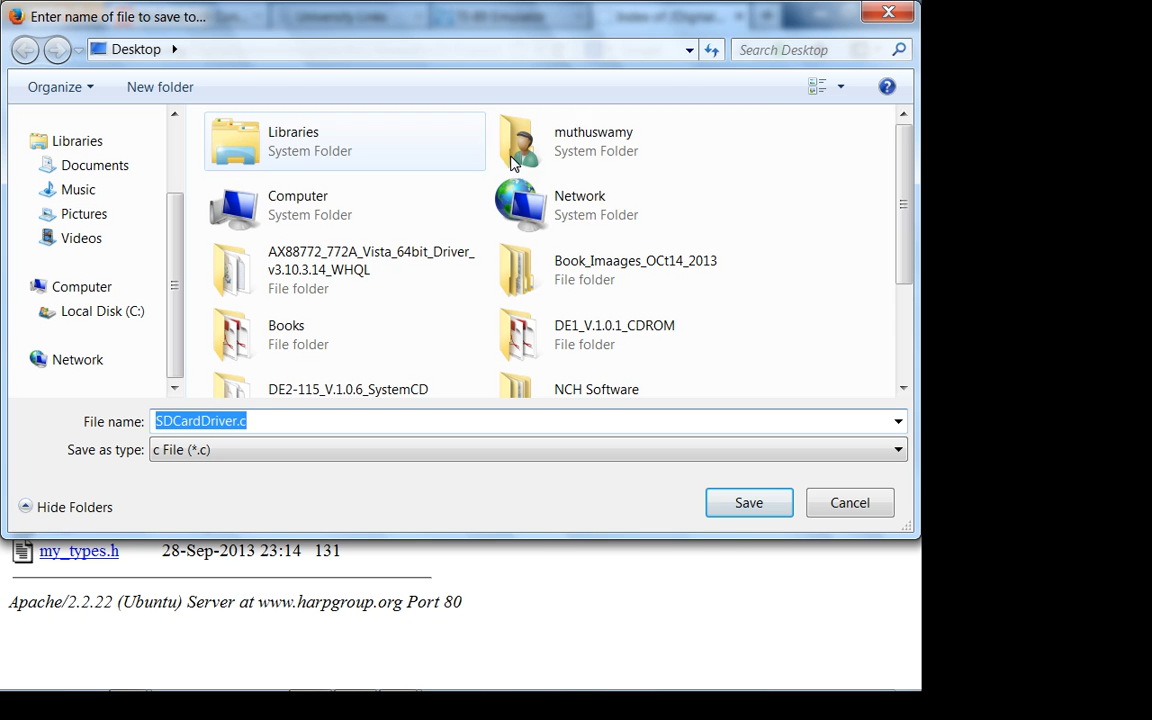 Enter name of file to save to...
University Links
Desktop
Search Desktop
Organize
New folder
Libraries
Documents
Music
Pictures
Videos
Computer
Local Disk (C:)
Network
Libraries
System Folder
muthuswamy
System Folder
Computer
System Folder
Network
System Folder
AX88772_772A_Vista_64bit_Driver_
v3.10.3.14_WHQL
File folder
Book_Imaages_OCt14_2013
File folder
Books
File folder
DE1_V.1.0.1_CDROM
File folder
DE2-115_V.1.0.6_SystemCD
NCH Software
File name: SDCardDriver.c
Save as type: c File (*.c)
Hide Folders
Save
Cancel
my_types.h 28-Sep-2013 23:14 131
Apache/2.2.22 (Ubuntu) Server at www.harpgroup.org Port 80